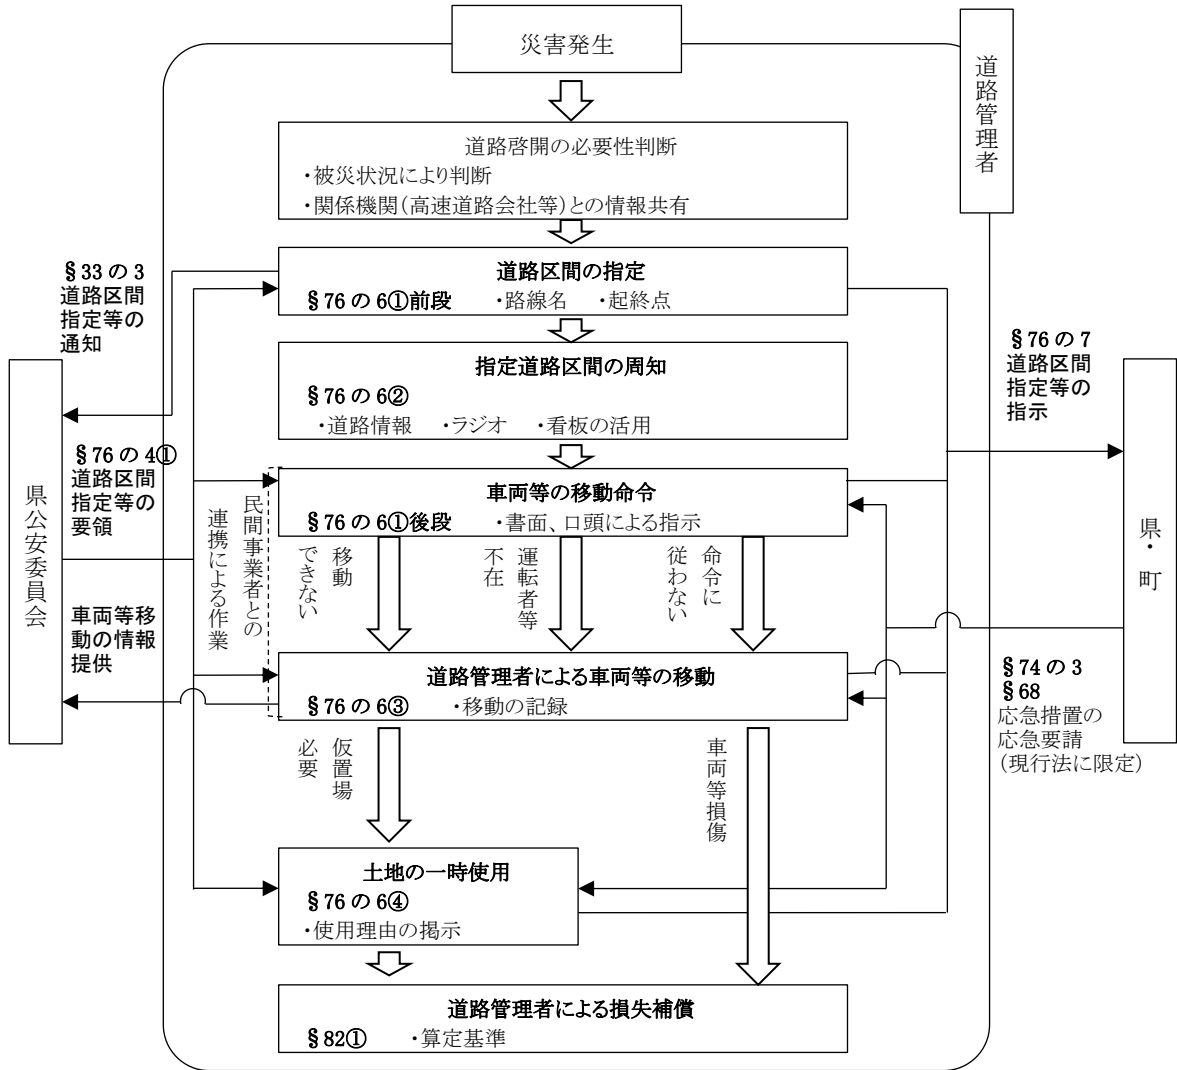 災害発生
道路管理者
道路啓開の必要性判断
・被災状況により判断
・関係機関(高速道路会社等)との情報共有
道路区間の指定
§76の6①前段 ・路線名 ・起終点
§33の3
道路区間
指定等の
通知
指定道路区間の周知
§76の6②
・道路情報 ・ラジオ ・看板の活用
§76の7
道路区間
指定等の
指示
県公安委員会
§76の4①
道路区間
指定等の
要領
車両等の移動命令
§76の6①後段 ・書面、口頭による指示
民間事業者との
連携による作業
移動
できない
運転者等
不在
命令に
従わない
県・町
車両等移
動の情報
提供
道路管理者による車両等の移動
§76の6③ ・移動の記録
§74の3
§68
応急措置の
応急要請
(現行法に限定)
仮置場
必要
車両等損傷
土地の一時使用
§76の6④
・使用理由の掲示
道路管理者による損失補償
§82① ・算定基準